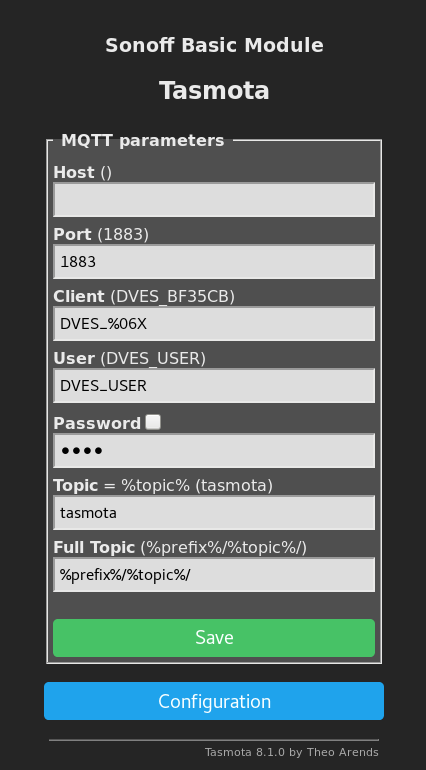 Sonoff Basic Module
Tasmota
MQTT parameters
Host ()
Port (1883)
1883
Client (DVES_BF35CB)
DVES_%06X
User (DVES_USER)
DVES_USER
Password
••••
Topic = %topic% (tasmota)
tasmota
Full Topic (%prefix%/%topic%/)
%prefix%/%topic%/
Save
Configuration
Tasmota 8.1.0 by Theo Arends